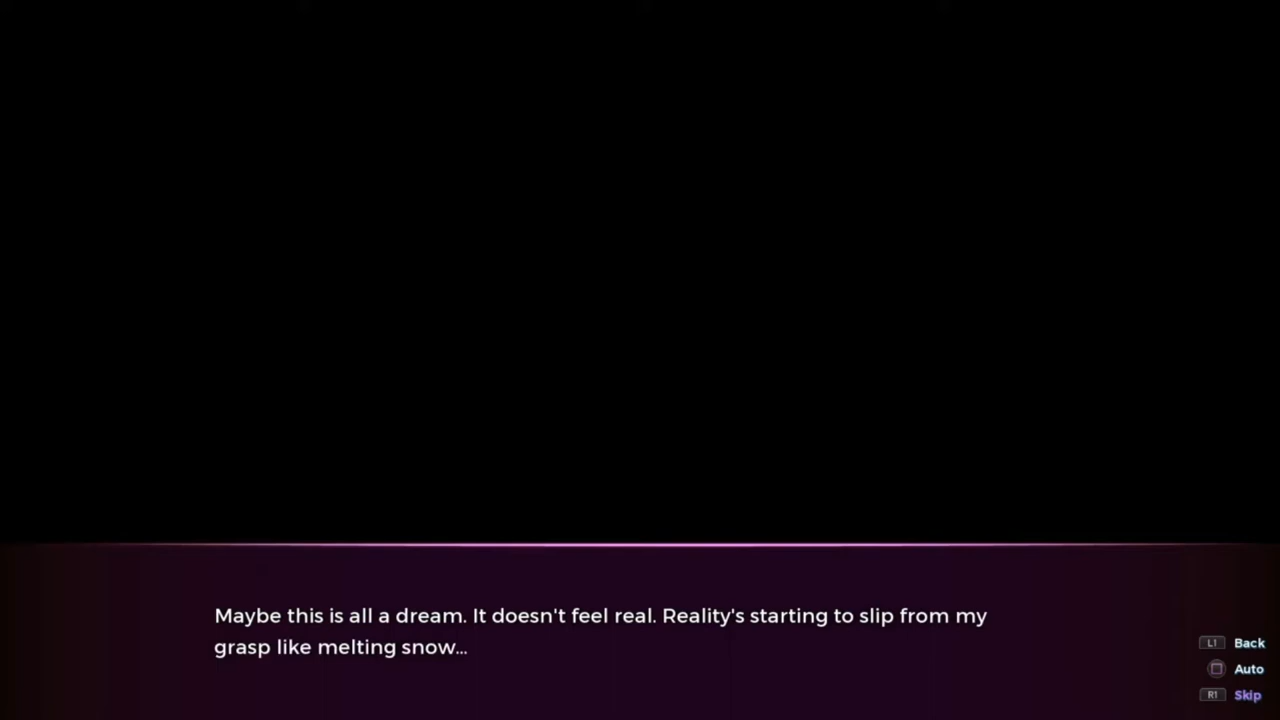 Maybe this is all a dream. It doesn't feel real. Reality's starting to slip from my
grasp like melting snow...
L1 Back
Auto
R1 Skip